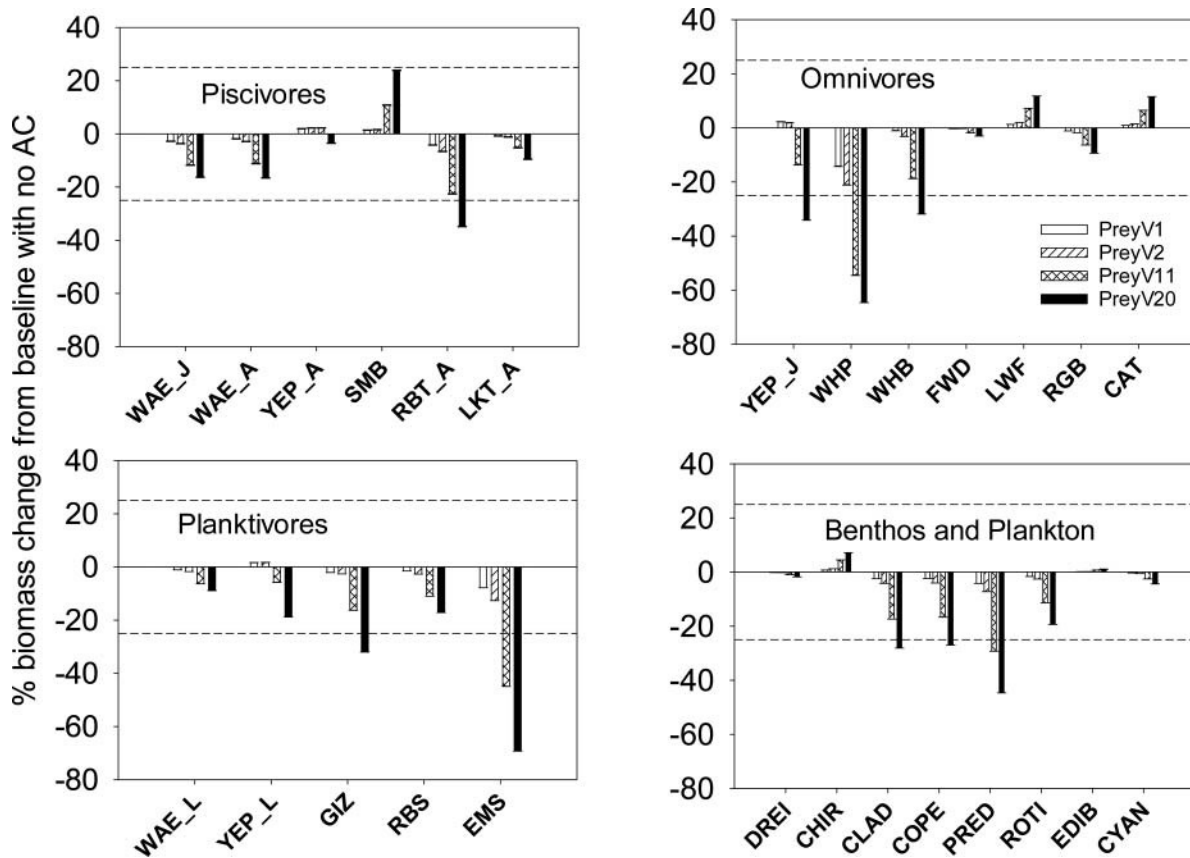 % biomass change from baseline with no AC
40
20
0
-20
-40
-60
-80
Piscivores
WAE_J
WAE_A
YEP_A
SMB
RBT_A
LKT_A
40
20
0
-20
-40
-60
-80
Omnivores
PreyV1
PreyV2
PreyV11
PreyV20
YEP_J
WHP
WHB
FWD
LWF
RGB
CAT
40
20
0
-20
-40
-60
-80
Planktivores
WAE_L
YEP_L
GIZ
RBS
EMS
40
20
0
-20
-40
-60
-80
Benthos and Plankton
DREI
CHIR
CLAD
COPE
PRED
ROTI
EDIB
CYAN